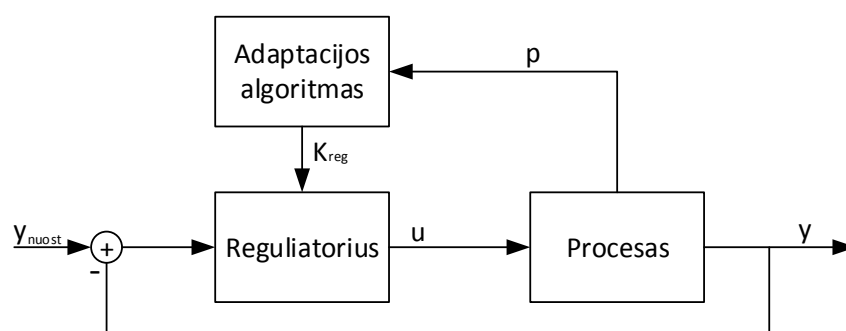 Adaptacijos
algoritmas
p
Kreg
ynuost
+
-
Reguliatorius
u
Procesas
y